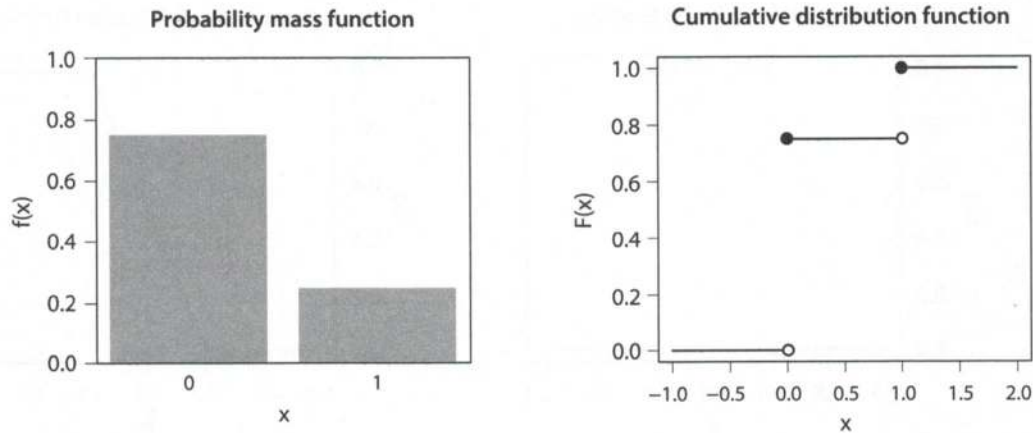 Probability mass function
1.0
0.8
0.6
0.4
0.2
0.0
f(x)
0 1
x
Cumulative distribution function
1.0
0.8
0.6
0.4
0.2
0.0
F(x)
−1.0 −0.5 0.0 0.5 1.0 1.5 2.0
x